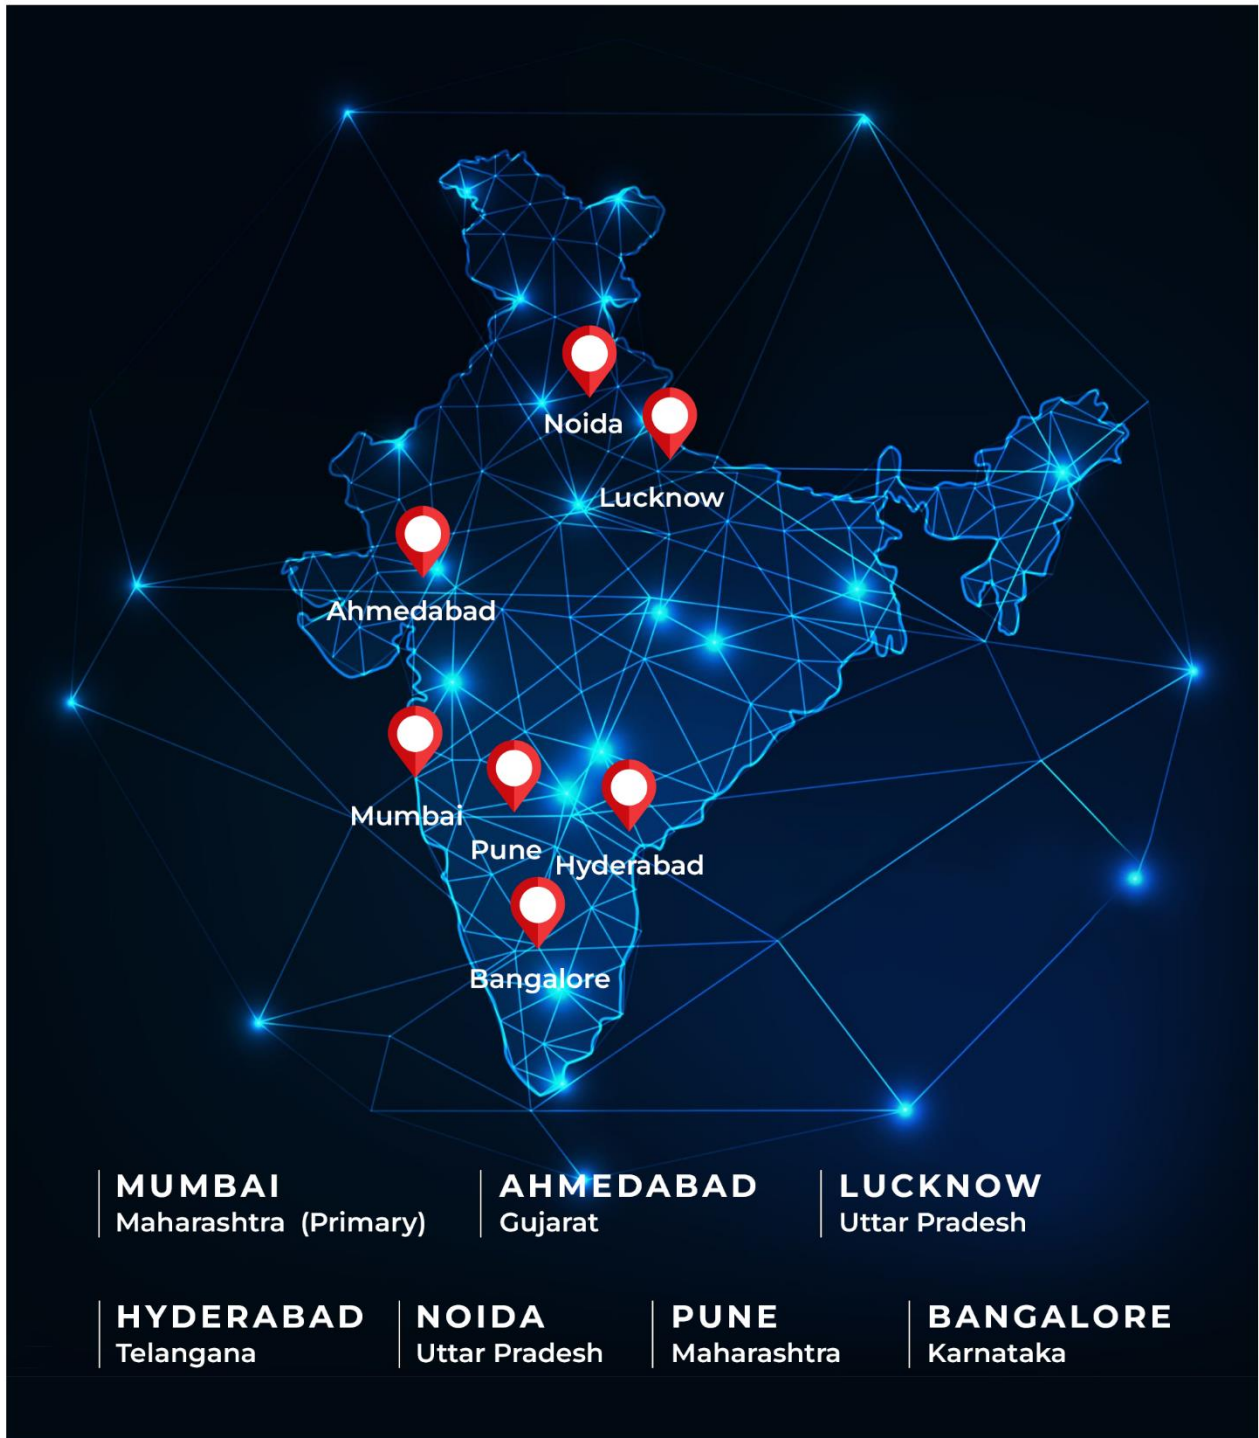 Noida
Lucknow
Ahmedabad
Mumbai
Pune
Hyderabad
Bangalore
MUMBAI
Maharashtra (Primary)
AHMEDABAD
Gujarat
LUCKNOW
Uttar Pradesh
HYDERABAD
Telangana
NOIDA
Uttar Pradesh
PUNE
Maharashtra
BANGALORE
Karnataka